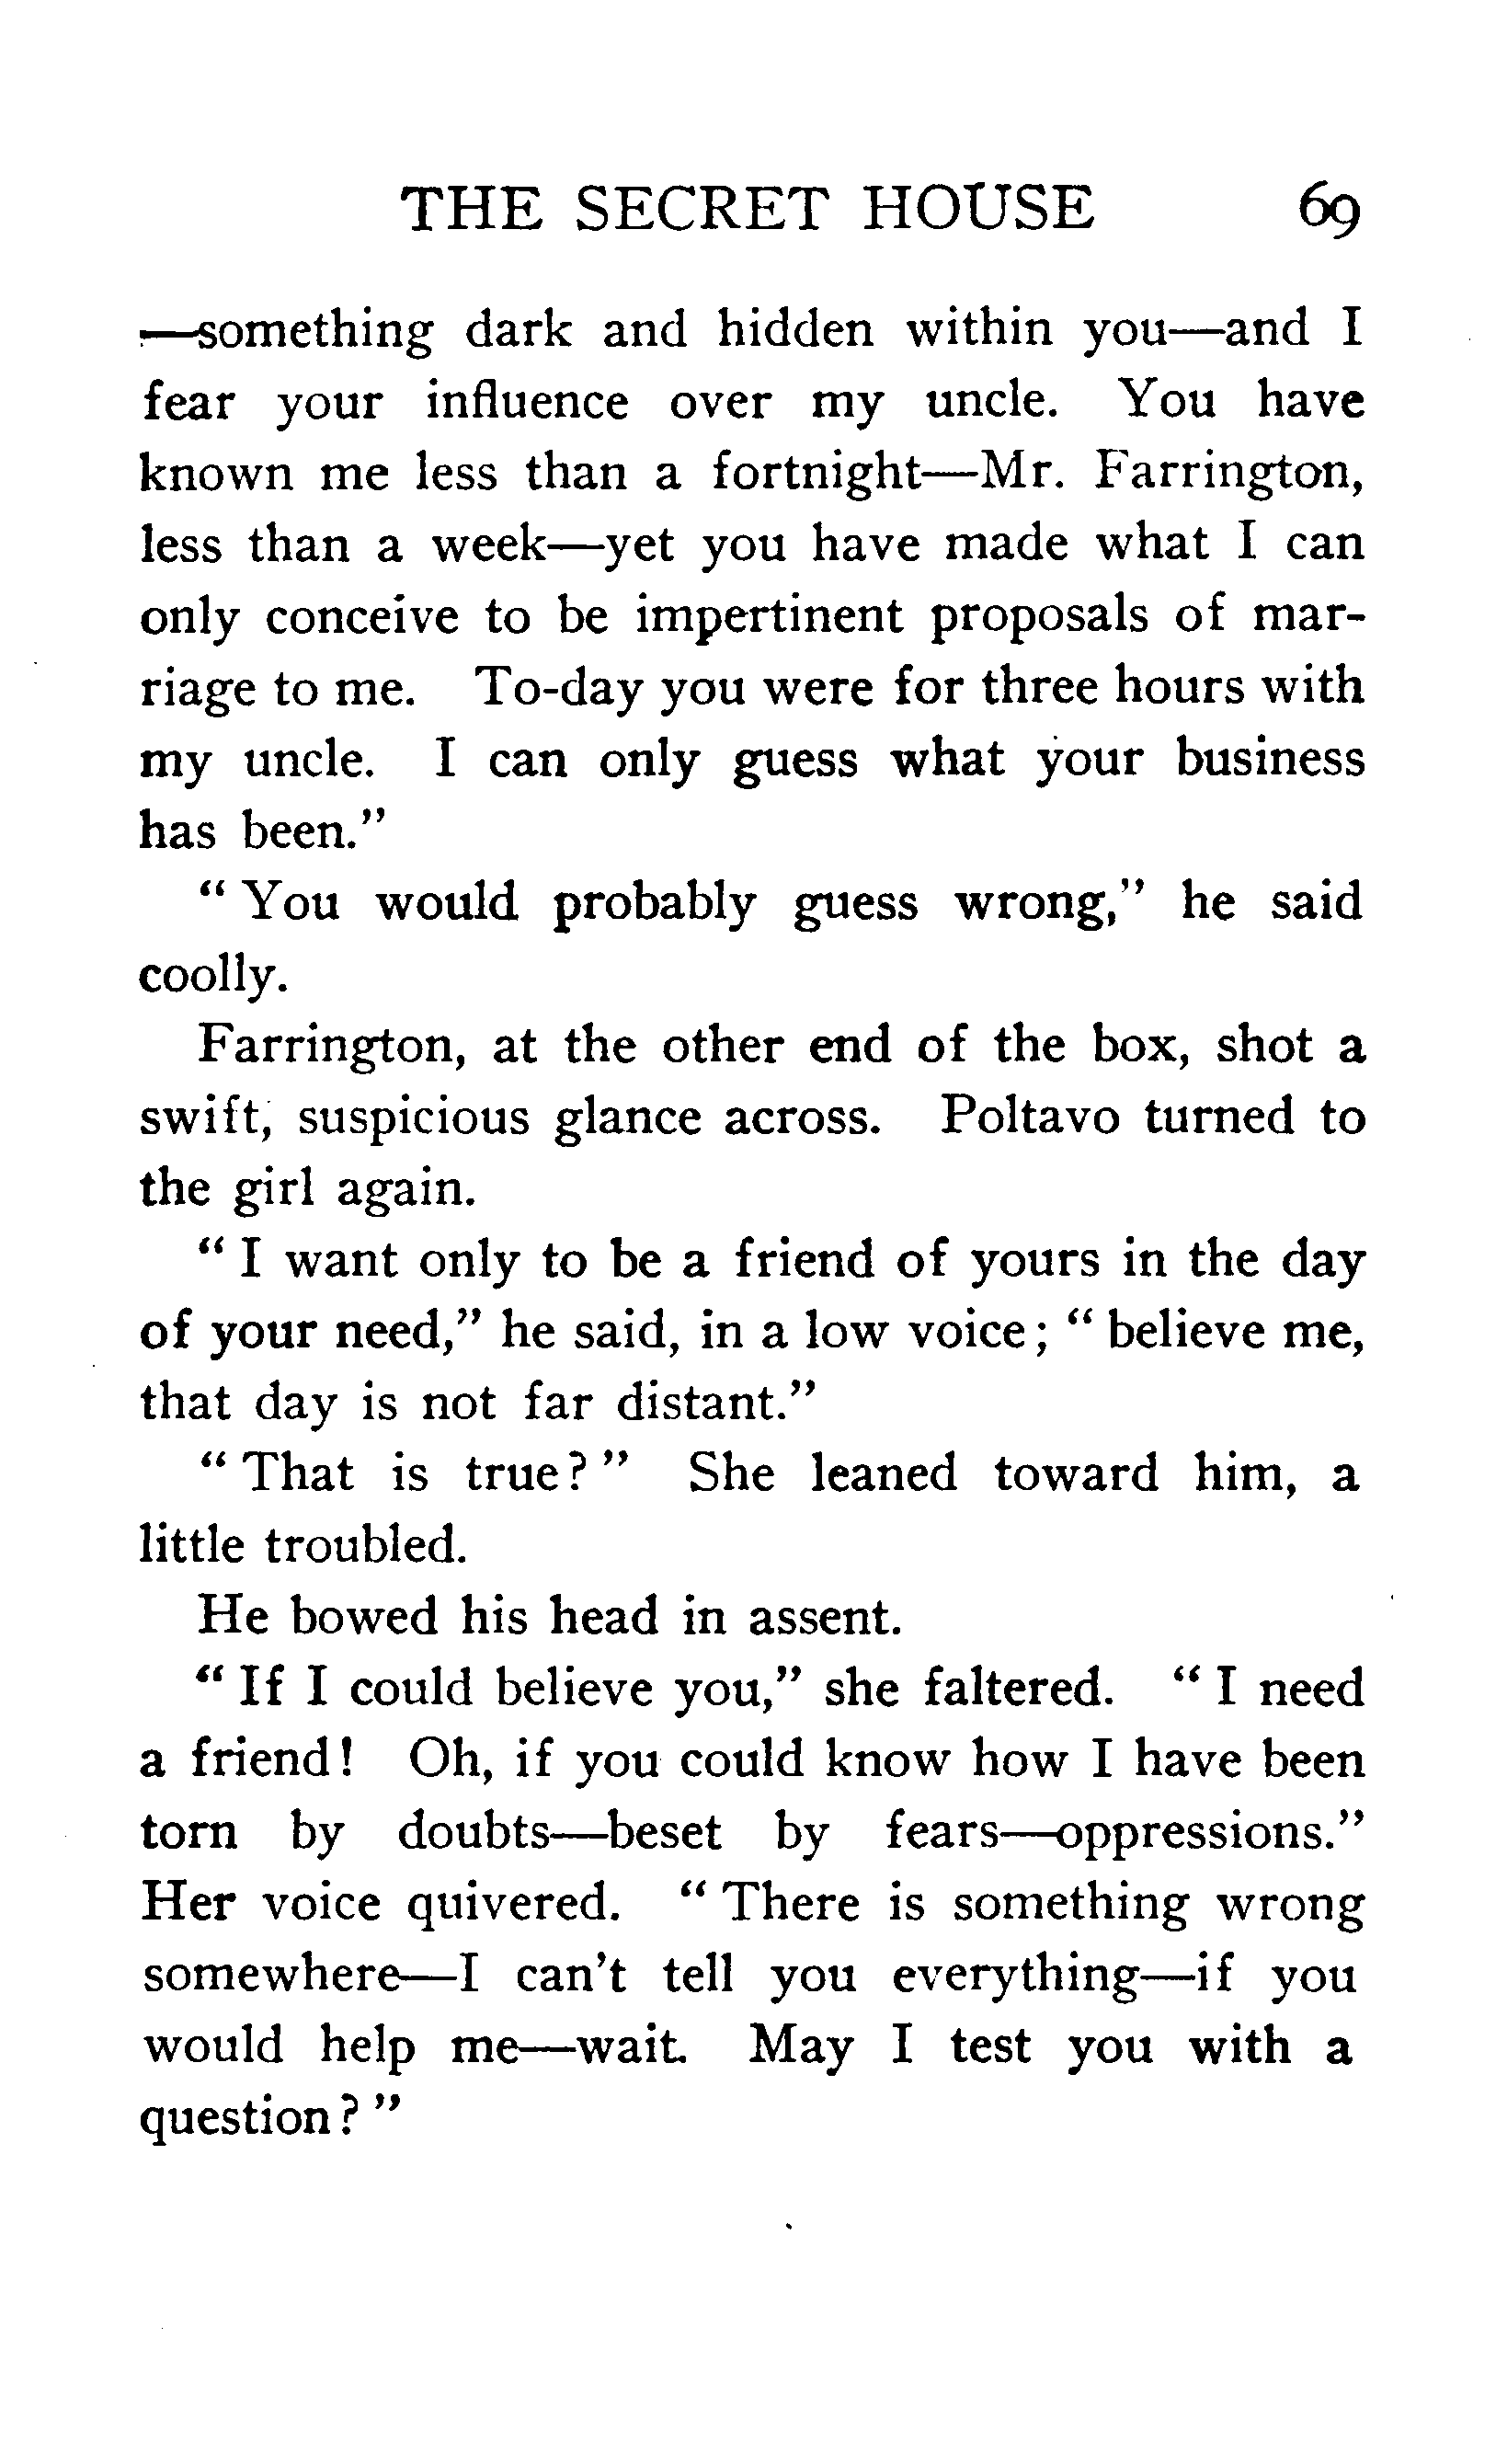 THE SECRET HOUSE 69
—something dark and hidden within you—and I
fear your influence over my uncle. You have
known me less than a fortnight—Mr. Farrington,
less than a week—yet you have made what I can
only conceive to be impertinent proposals of mar-
riage to me. To-day you were for three hours with
my uncle. I can only guess what your business
has been."
" You would probably guess wrong," he said
coolly.
Farrington, at the other end of the box, shot a
swift, suspicious glance across. Poltavo turned to
the girl again.
" I want only to be a friend of yours in the day
of your need," he said, in a low voice ; " believe me,
that day is not far distant."
" That is true? " She leaned toward him, a
little troubled.
He bowed his head in assent.
" If I could believe you," she faltered. " I need
a friend! Oh, if you could know how I have been
torn by doubts—beset by fears—oppressions."
Her voice quivered. " There is something wrong
somewhere—I can't tell you everything—if you
would help me—wait. May I test you with a
question? "